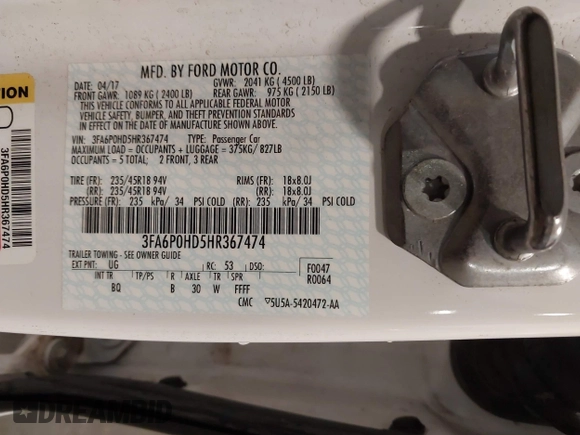 MFD. BY FORD MOTOR CO.
DATE: 04/17 GVWR: 2041 KG ( 4500 LB)
FRONT GAWR: 1089 KG ( 2400 LB) REAR GAWR: 975 KG ( 2150 LB)
THIS VEHICLE CONFORMS TO ALL APPLICABLE FEDERAL MOTOR
VEHICLE SAFETY, BUMPER, AND THEFT PREVENTION STANDARDS
IN EFFECT ON THE DATE OF MANUFACTURE SHOWN ABOVE.
VIN: 3FA6P0HD5HR367474 TYPE: Passenger Car
MAXIMUM LOAD = OCCUPANTS + LUGGAGE = 375KG/ 827LB
OCCUPANTS = 5 TOTAL; 2 FRONT, 3 REAR
TIRE (FR): 235/45R18 94V RIMS (FR): 18x8.0J
(RR): 235/45R18 94V (RR): 18x8.0J
PRESSURE (FR): 235 kPa/ 34 PSI COLD (RR): 235 kPa/ 34 PSI COLD
3FA6P0HD5HR367474
TRAILER TOWING - SEE OWNER GUIDE
EXT PNT: UG RC: 53 DSO: F0047
R0064
INT TR TP/PS R AXLE TR SPR
BQ B 30 W FFFF
CMC 5U5A-5420472-AA
ION
3FA6P0HD5HR367474
DREAMBID